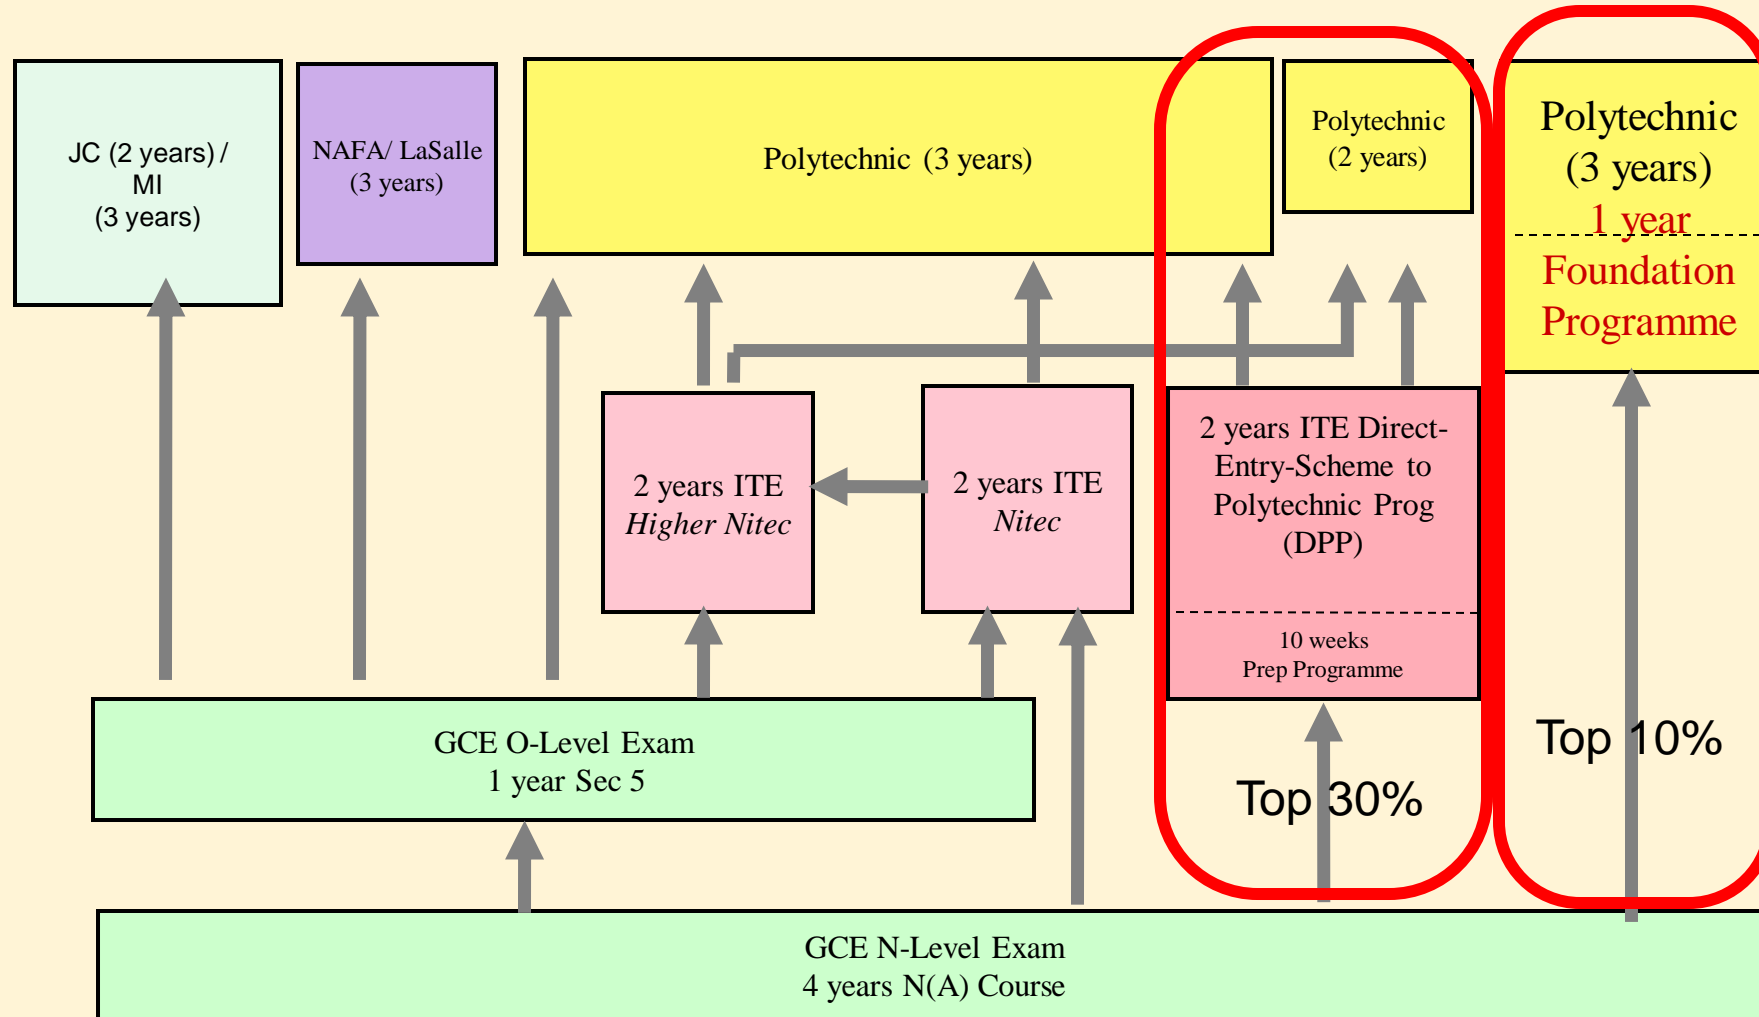 JC (2 years) /
MI
(3 years)
NAFA/ LaSalle
(3 years)
Polytechnic (3 years)
Polytechnic
(2 years)
Polytechnic
(3 years)
1 year
Foundation
Programme
2 years ITE
Higher Nitec
2 years ITE
Nitec
2 years ITE Direct-
Entry-Scheme to
Polytechnic Prog
(DPP)
10 weeks
Prep Programme
GCE O-Level Exam
1 year Sec 5
Top 30%
Top 10%
GCE N-Level Exam
4 years N(A) Course